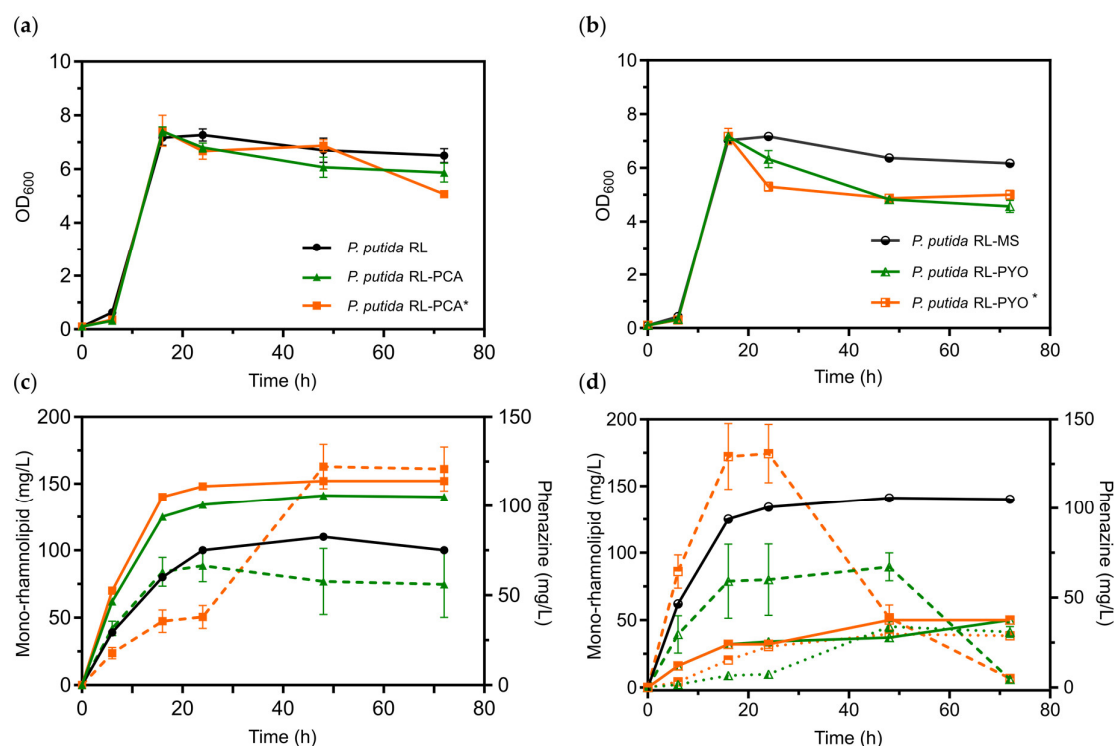 (a)
(b)
10
8
6
4
2
0
OD600
0 20 40 60 80
Time (h)
P. putida RL
P. putida RL-PCA
P. putida RL-PCA*
10
8
6
4
2
0
OD600
0 20 40 60 80
Time (h)
P. putida RL-MS
P. putida RL-PYO
P. putida RL-PYO *
(c)
(d)
200
150
100
50
0
Mono-rhamnolipid (mg/L)
150
100
50
0
Phenazine (mg/L)
0 20 40 60 80
Time (h)
200
150
100
50
0
Mono-rhamnolipid (mg/L)
150
100
50
0
Phenazine (mg/L)
0 20 40 60 80
Time (h)